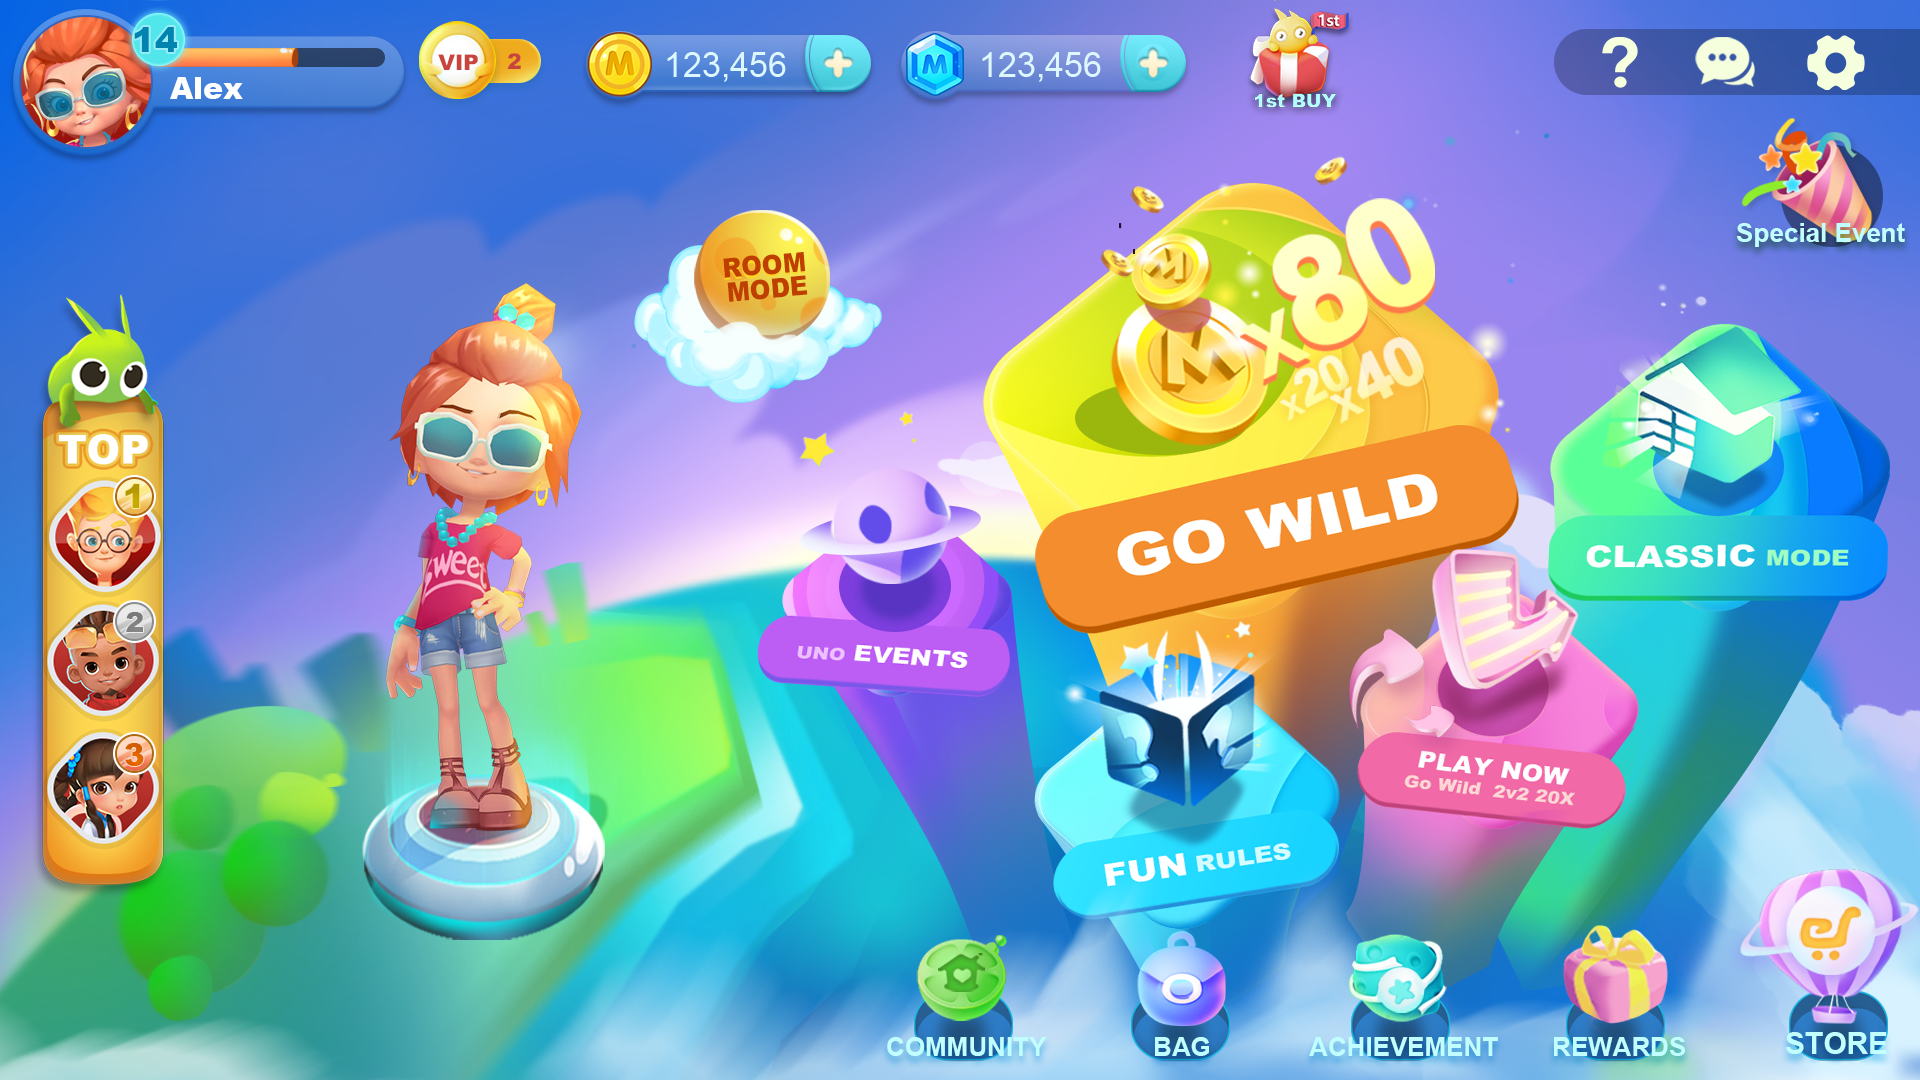 14
Alex
VIP 2
M 123,456 +
M 123,456 +
1st
1st BUY
?
Special Event
ROOM
MODE
TOP
1
2
3
Swee
M
M
x80
x20 x40
GO WILD
CLASSIC MODE
UNO EVENTS
PLAY NOW
Go Wild 2v2 20X
FUN RULES
COMMUNITY
BAG
ACHIEVEMENT
REWARDS
STORE